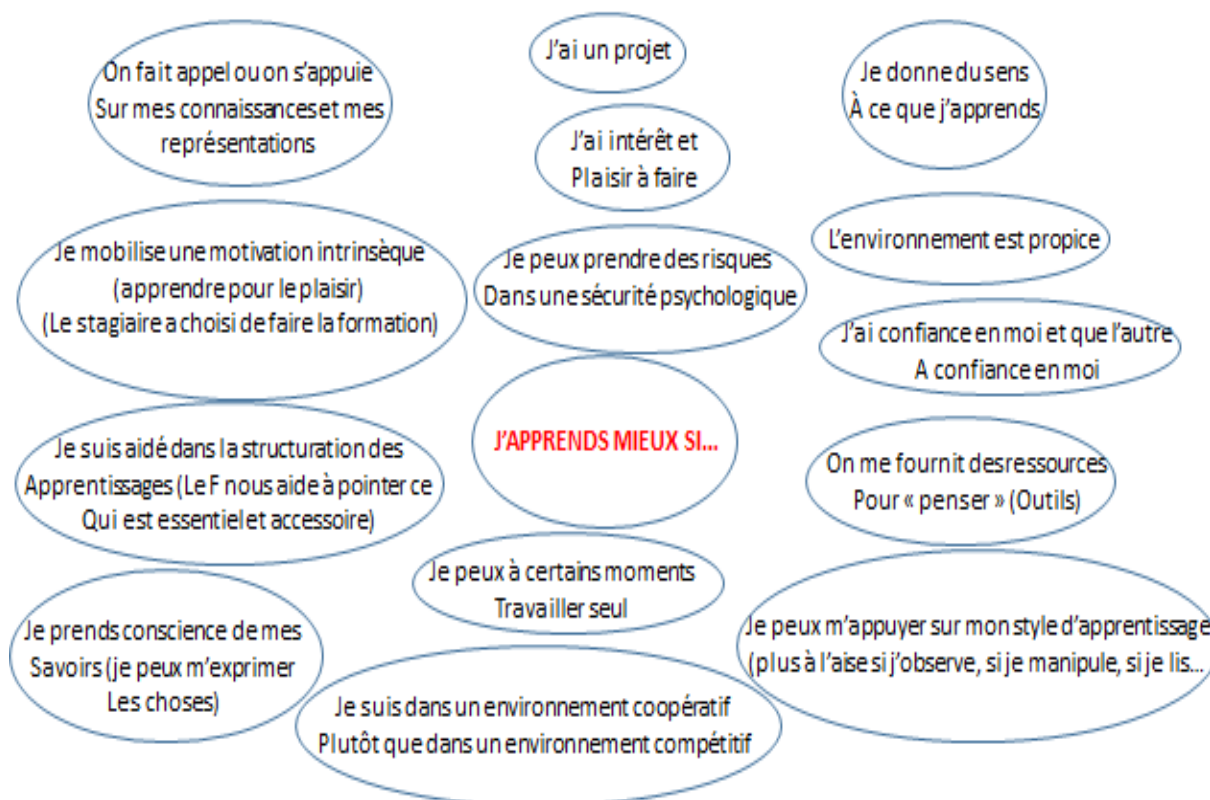 On fait appel ou on s'appuie
Sur mes connaissances et mes
représentations
J'ai un projet
Je donne du sens
À ce que j'apprends
J'ai intérêt et
Plaisir à faire
Je mobilise une motivation intrinsèque
(apprendre pour le plaisir)
(Le stagiaire a choisi de faire la formation)
Je peux prendre des risques
Dans une sécurité psychologique
L'environnement est propice
J'ai confiance en moi et que l'autre
A confiance en moi
J'APPRENDS MIEUX SI...
Je suis aidé dans la structuration des
Apprentissages (Le F nous aide à pointer ce
Qui est essentiel et accessoire)
On me fournit des ressources
Pour « penser » (Outils)
Je peux à certains moments
Travailler seul
Je prends conscience de mes
Savoirs (je peux m'exprimer
Les choses)
Je peux m'appuyer sur mon style d'apprentissage
(plus à l'aise si j'observe, si je manipule, si je lis...
Je suis dans un environnement coopératif
Plutôt que dans un environnement compétitif